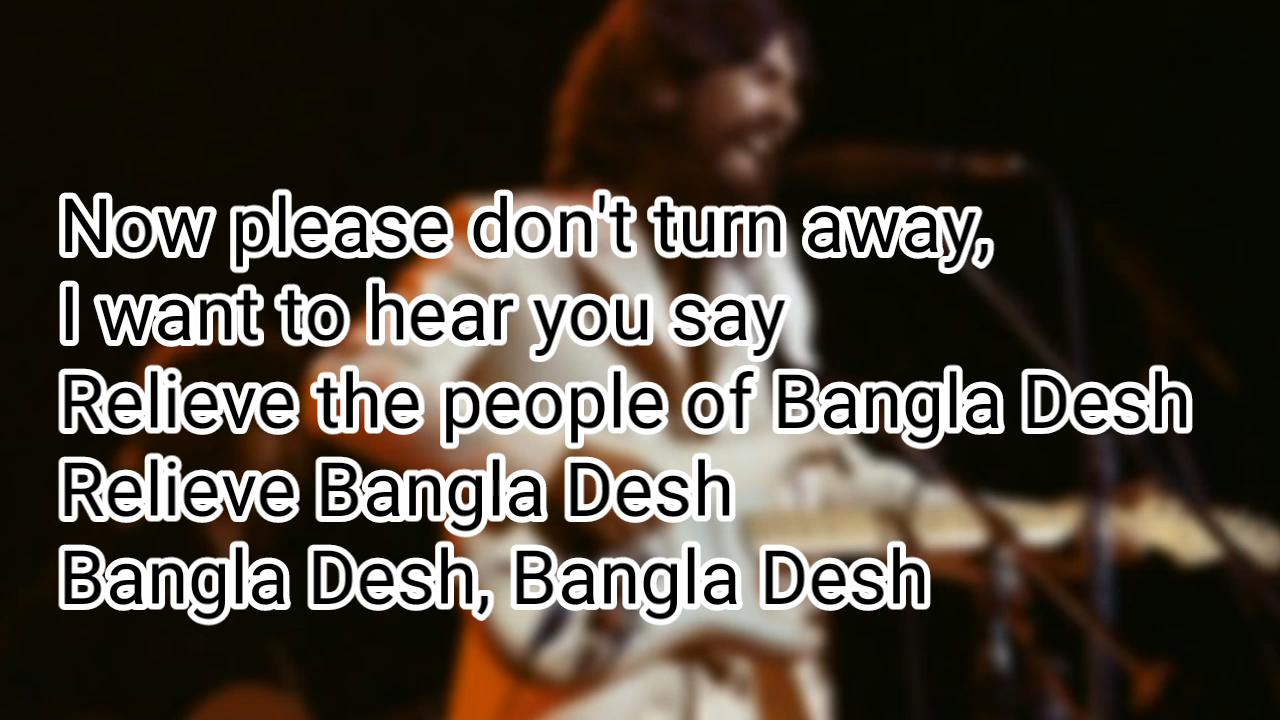 Now please don't turn away,
I want to hear you say
Relieve the people of Bangla Desh
Relieve Bangla Desh
Bangla Desh, Bangla Desh